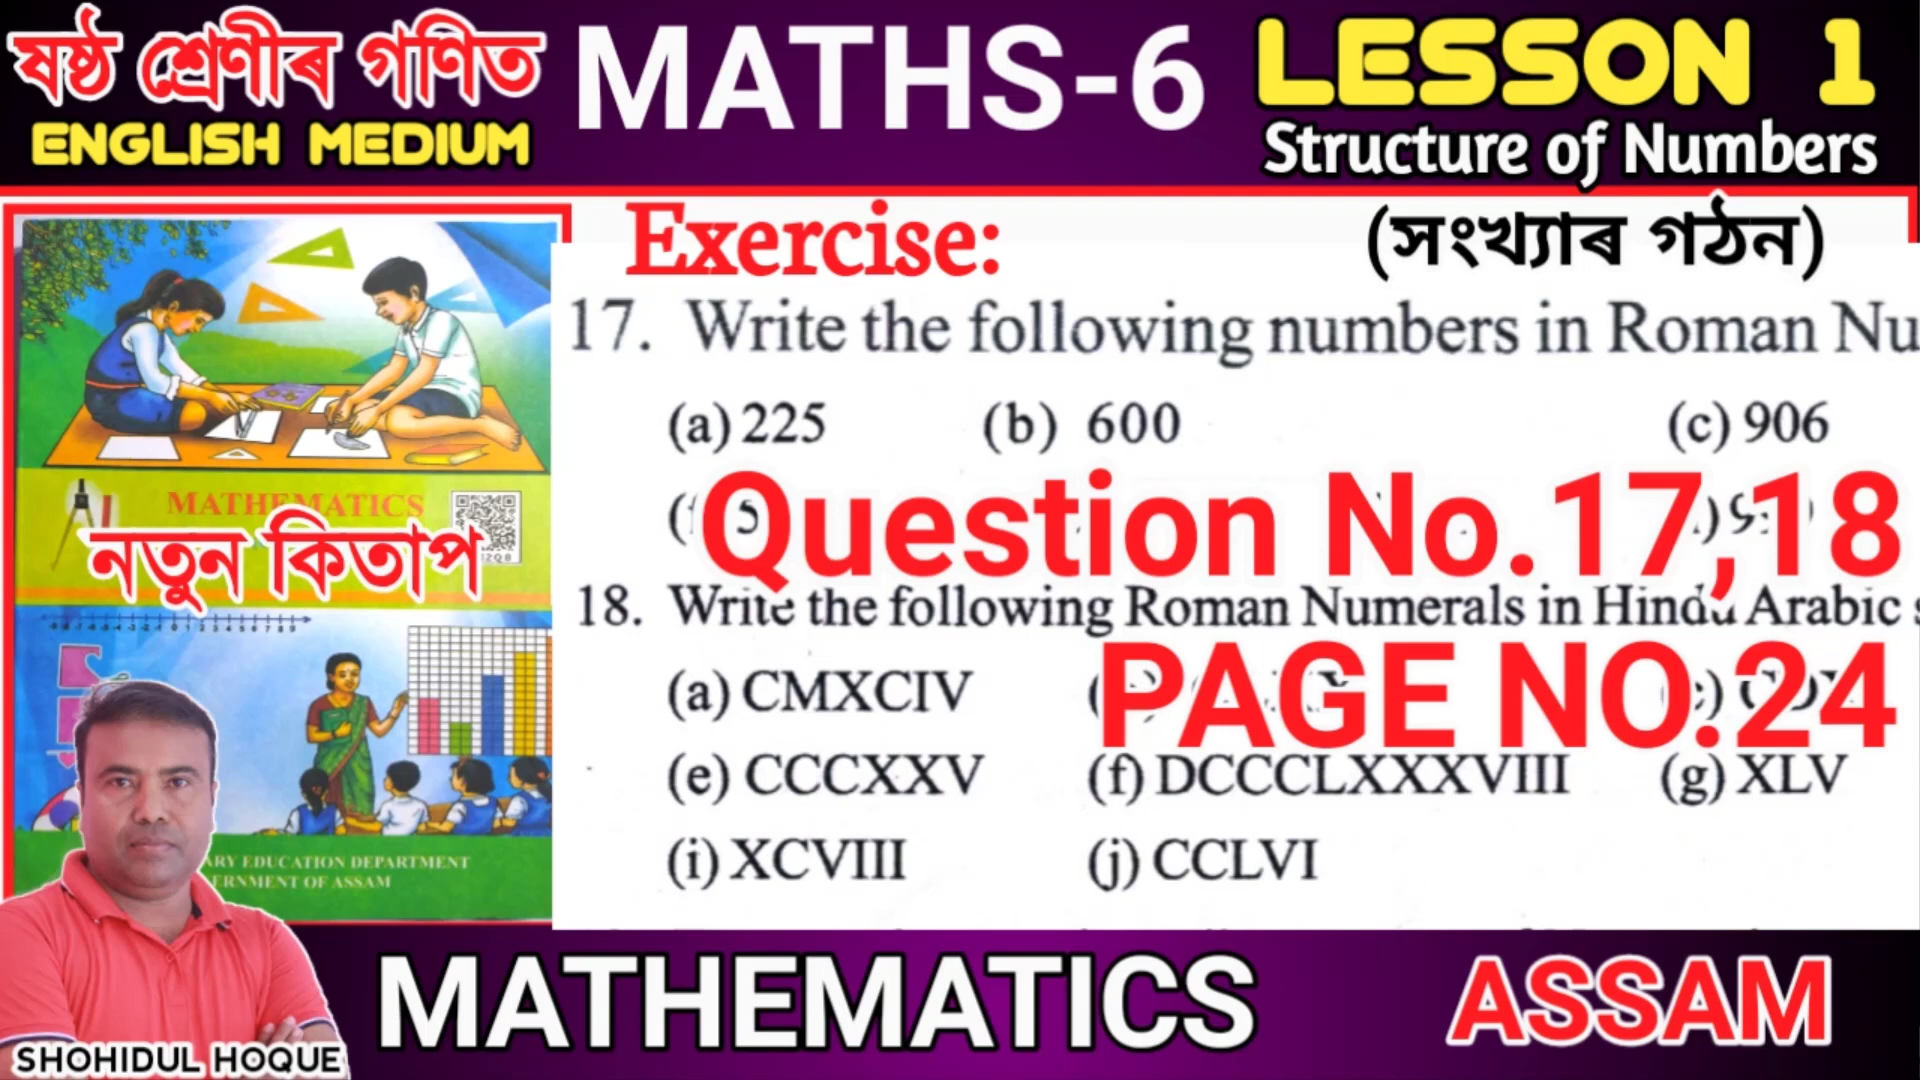 ষষ্ঠ শ্ৰেণীৰ গণিত
ENGLISH MEDIUM
MATHS-6
LESSON 1
Structure of Numbers
Exercise:
(সংখ্যাৰ গঠন)
17. Write the following numbers in Roman Nu
(a) 225 (b) 600 (c) 906
Question No.17,18
18. Write the following Roman Numerals in Hindu Arabic
PAGE NO.24
(a) CMXCIV
(e) CCCXXV (f) DCCCLXXXVIII (g) XLV
(i) XCVIII (j) CCLVI
MATHEMATICS
নতুন কিতাপ
ARY EDUCATION DEPARTMENT
ERNMENT OF ASSAM
SHOHIDUL HOQUE
MATHEMATICS
ASSAM